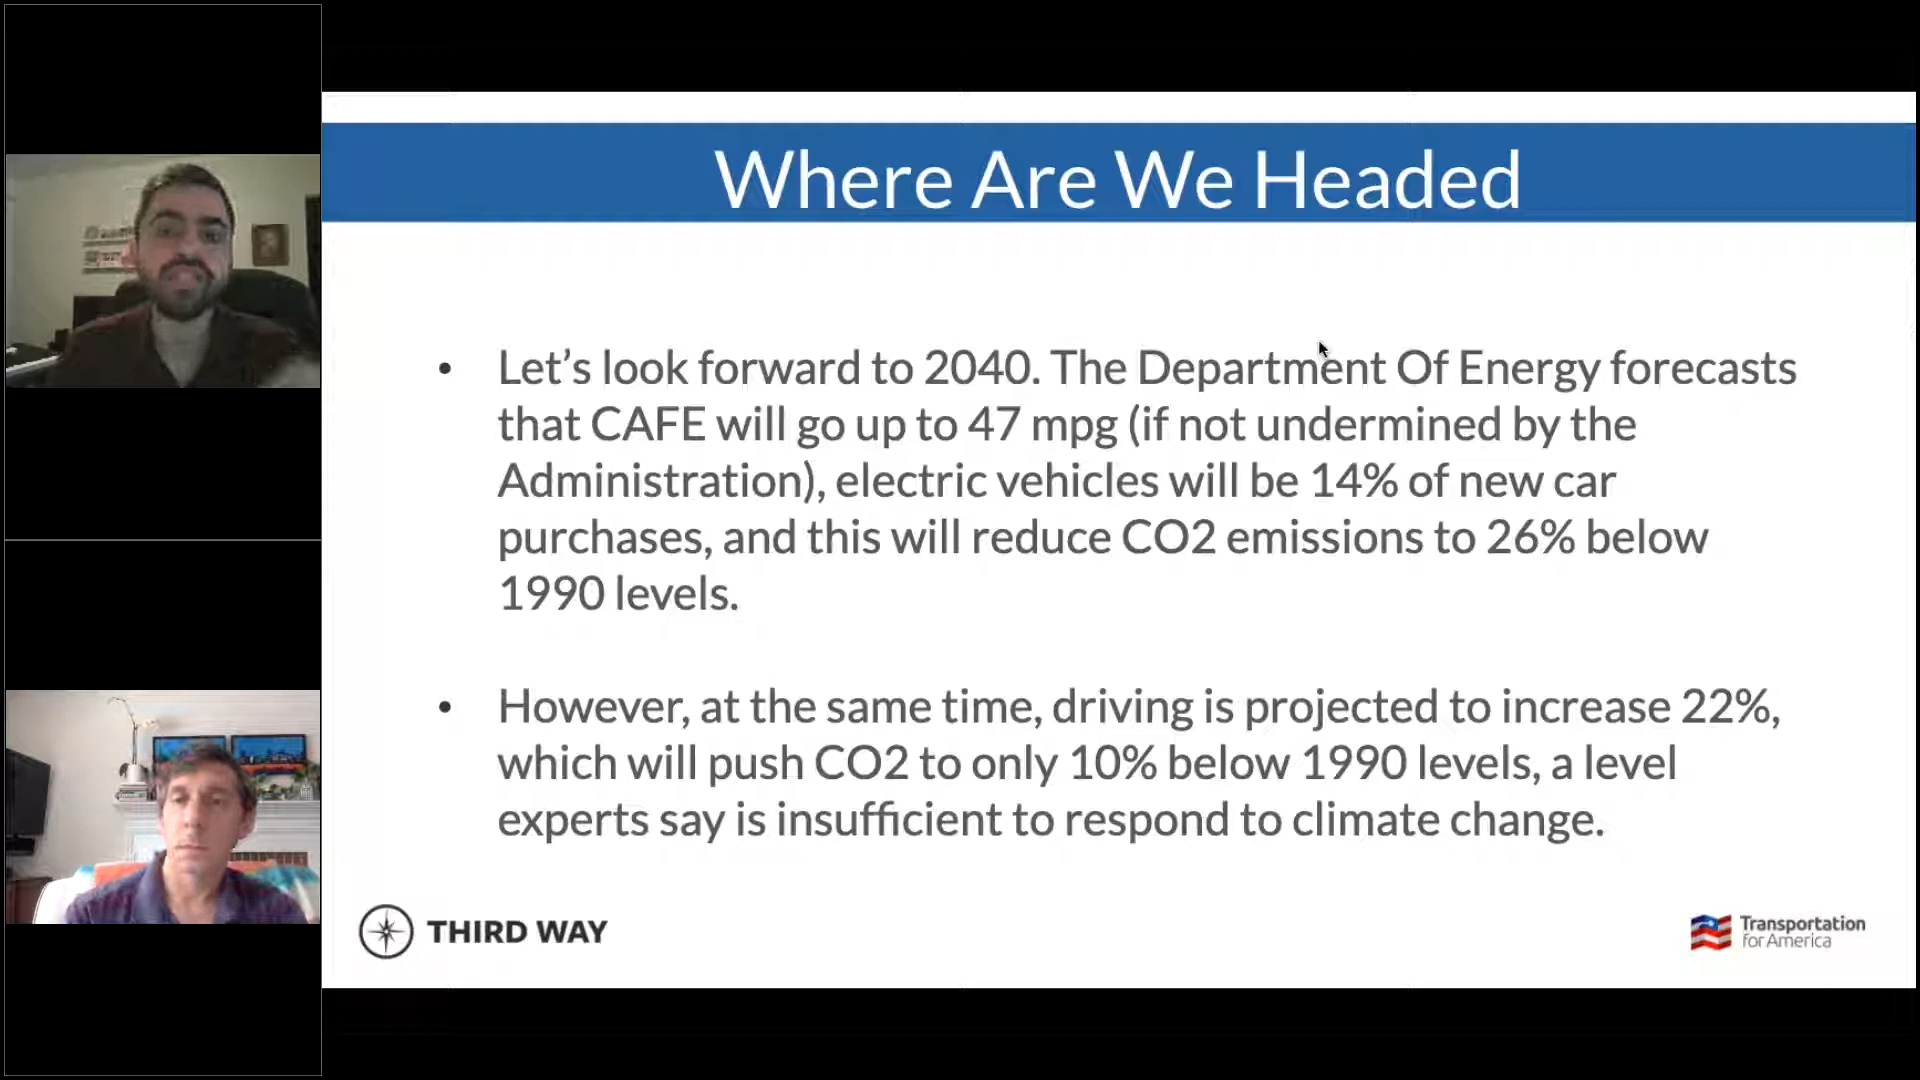 Where Are We Headed
• Let’s look forward to 2040. The Department Of Energy forecasts
that CAFE will go up to 47 mpg (if not undermined by the
Administration), electric vehicles will be 14% of new car
purchases, and this will reduce CO2 emissions to 26% below
1990 levels.
• However, at the same time, driving is projected to increase 22%,
which will push CO2 to only 10% below 1990 levels, a level
experts say is insufficient to respond to climate change.
THIRD WAY
Transportation
for America